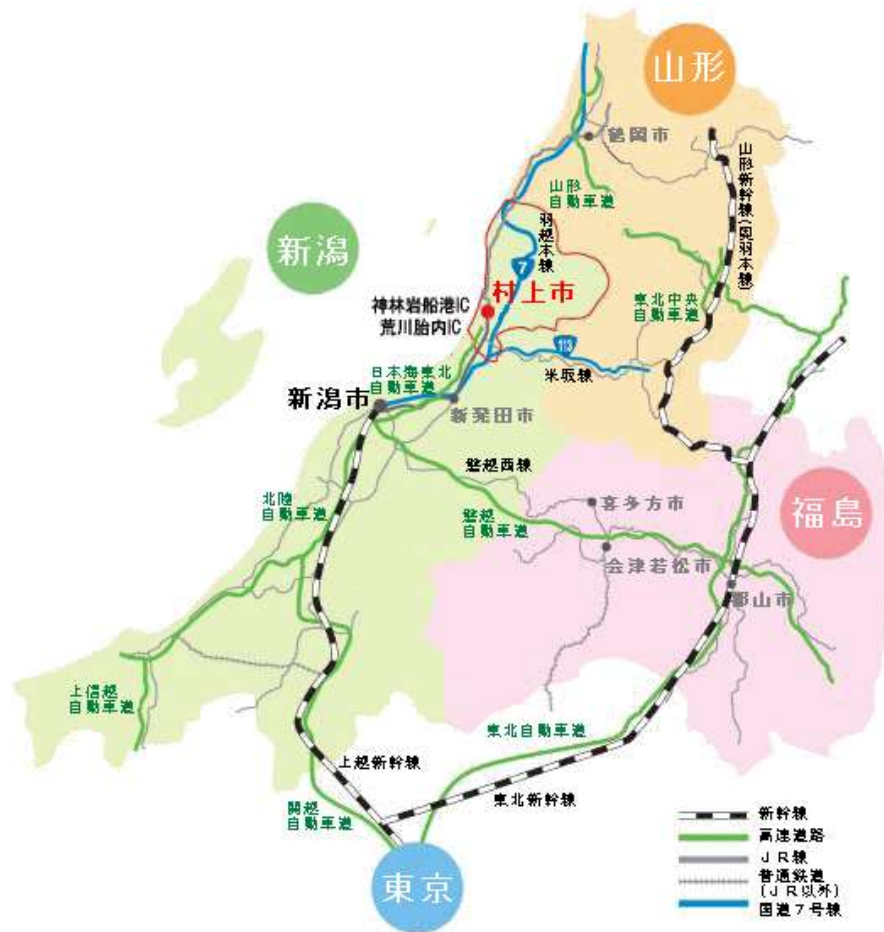 山形
鶴岡市
山形
自動車道
山形新幹線(奥羽本線)
新潟
羽越本線
7
村上市
神林岩船港IC
荒川胎内IC
東北中央
自動車道
113
米坂線
日本海東北
自動車道
新潟市
新発田市
磐越西線
喜多方市
福島
北陸
自動車道
磐越
自動車道
会津若松市
郡山市
上信越
自動車道
東北自動車道
上越新幹線
東北新幹線
関越
自動車道
東京
新幹線
高速道路
JR線
普通鉄道
(JR以外)
国道7号線